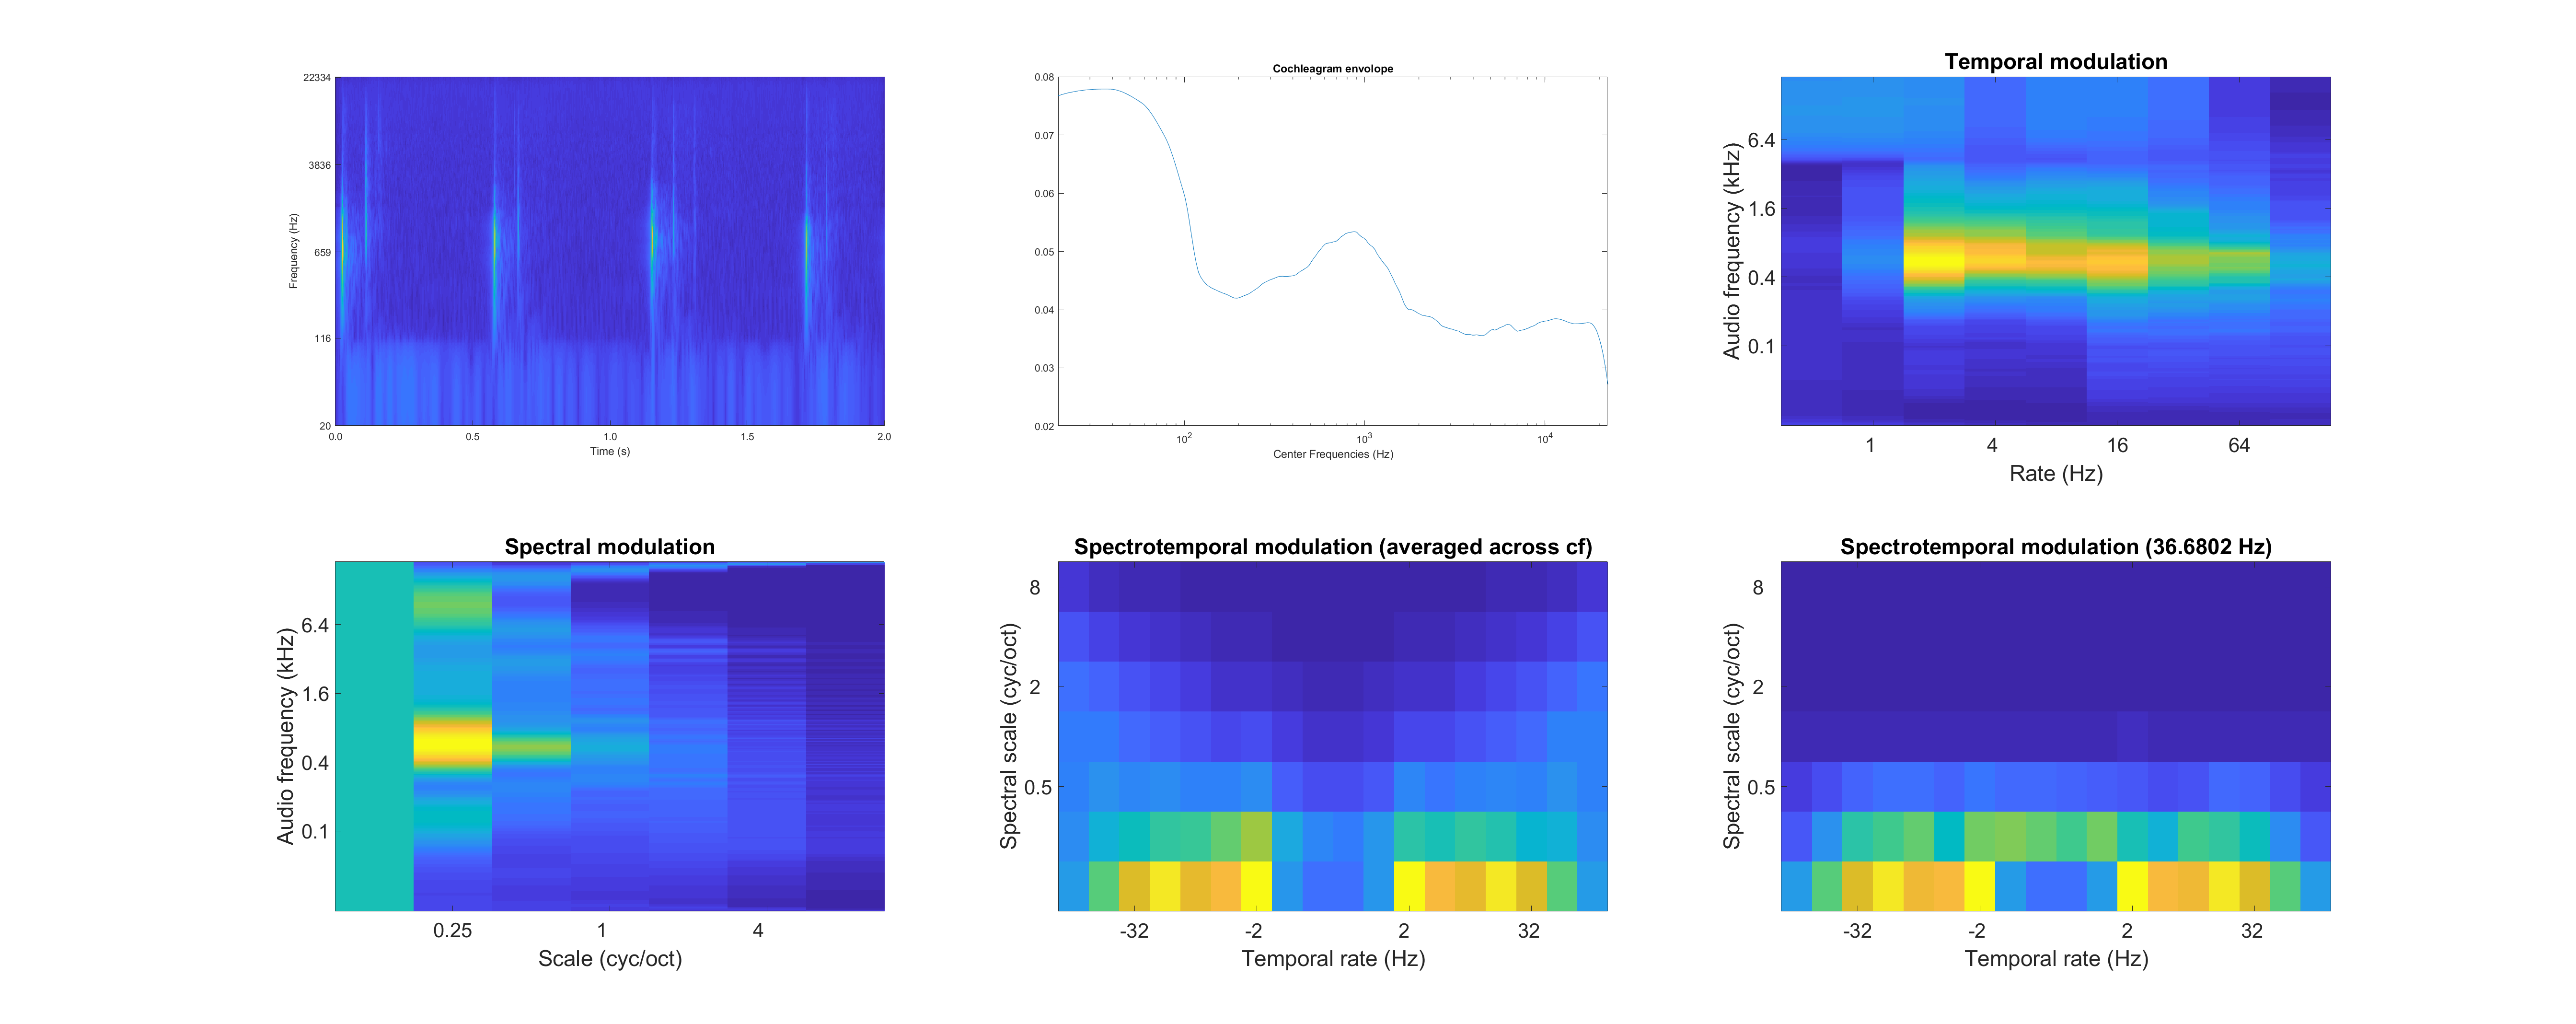 22334
3836
659
116
20
Frequency (Hz)
0.0 0.5 1.0 1.5 2.0
Time (s)
Cochleagram envolope
0.08
0.07
0.06
0.05
0.04
0.03
0.02
10^2 10^3 10^4
Center Frequencies (Hz)
Temporal modulation
6.4
1.6
0.4
0.1
Audio frequency (kHz)
1 4 16 64
Rate (Hz)
Spectral modulation
6.4
1.6
0.4
0.1
Audio frequency (kHz)
0.25 1 4
Scale (cyc/oct)
Spectrotemporal modulation (averaged across cf)
8
2
0.5
Spectral scale (cyc/oct)
-32 -2 2 32
Temporal rate (Hz)
Spectrotemporal modulation (36.6802 Hz)
8
2
0.5
Spectral scale (cyc/oct)
-32 -2 2 32
Temporal rate (Hz)